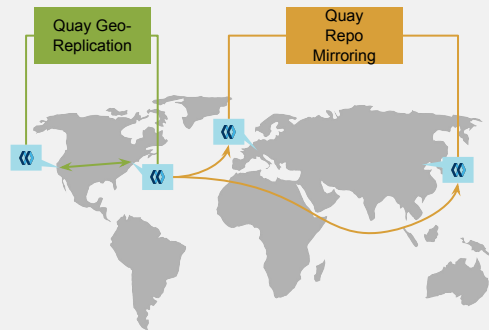 Quay Geo-
Replication
Quay
Repo
Mirroring